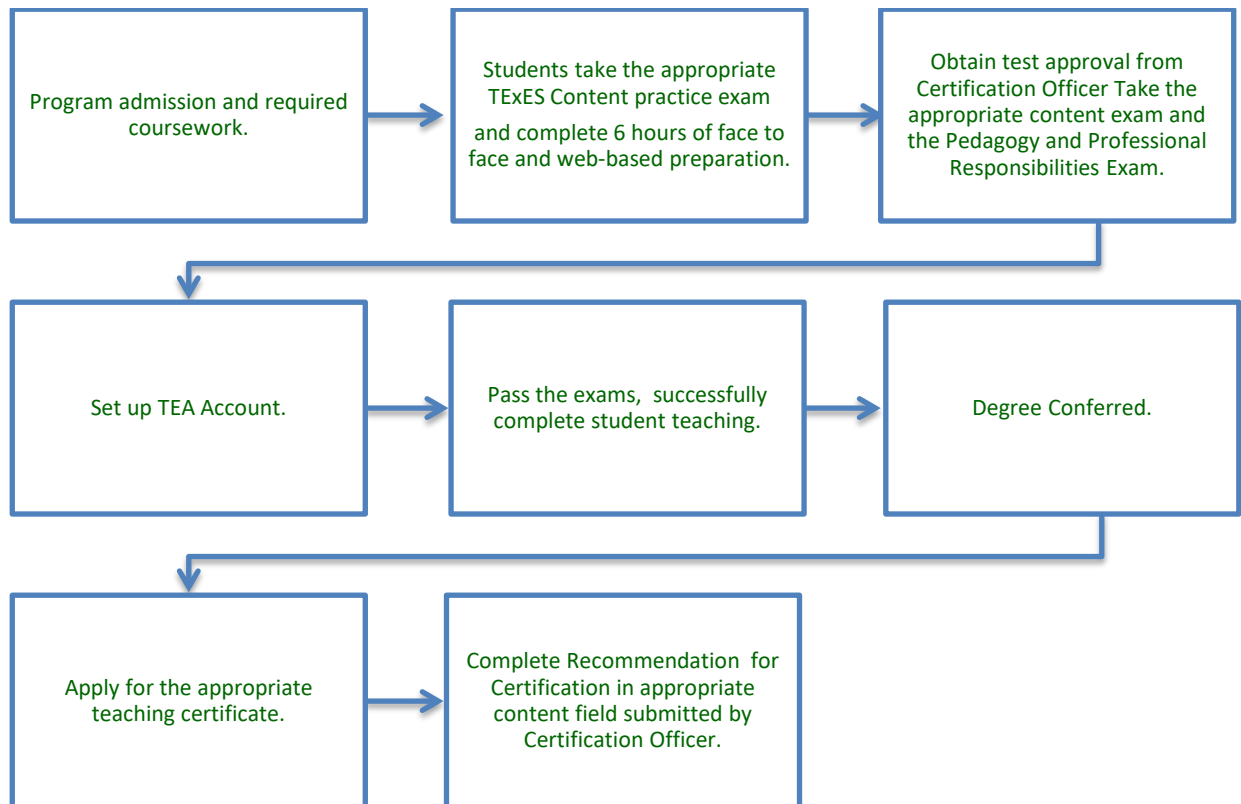 Program admission and required
coursework.
Students take the appropriate
TExES Content practice exam
and complete 6 hours of face to
face and web-based preparation.
Obtain test approval from
Certification Officer Take the
appropriate content exam and
the Pedagogy and Professional
Responsibilities Exam.
Set up TEA Account.
Pass the exams, successfully
complete student teaching.
Degree Conferred.
Apply for the appropriate
teaching certificate.
Complete Recommendation for
Certification in appropriate
content field submitted by
Certification Officer.